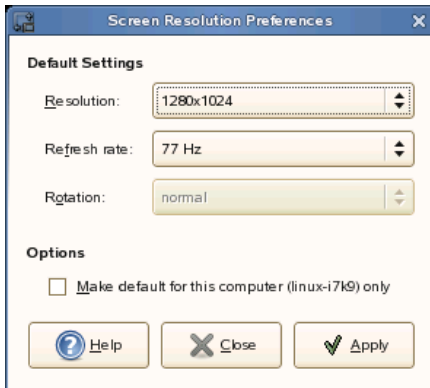 Screen Resolution Preferences
Default Settings
Resolution: 1280x1024
Refresh rate: 77 Hz
Rotation: normal
Options
Make default for this computer (linux-i7k9) only
Help Close Apply